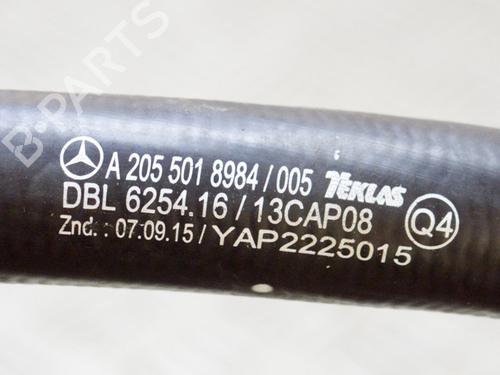 B-PARTS
A 205 501 8984 / 005 TEKLAS
DBL 6254.16 / 13CAP08 Q4
Znd. : 07.09.15 / YAP2225015